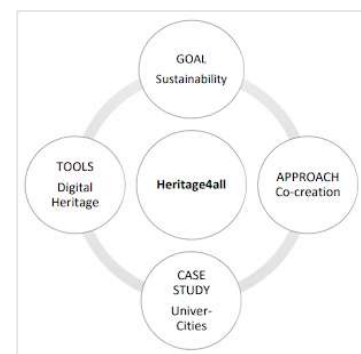 GOAL
Sustainability
TOOLS
Digital
Heritage
Heritage4all
APPROACH
Co-creation
CASE
STUDY
Univer-
Cities